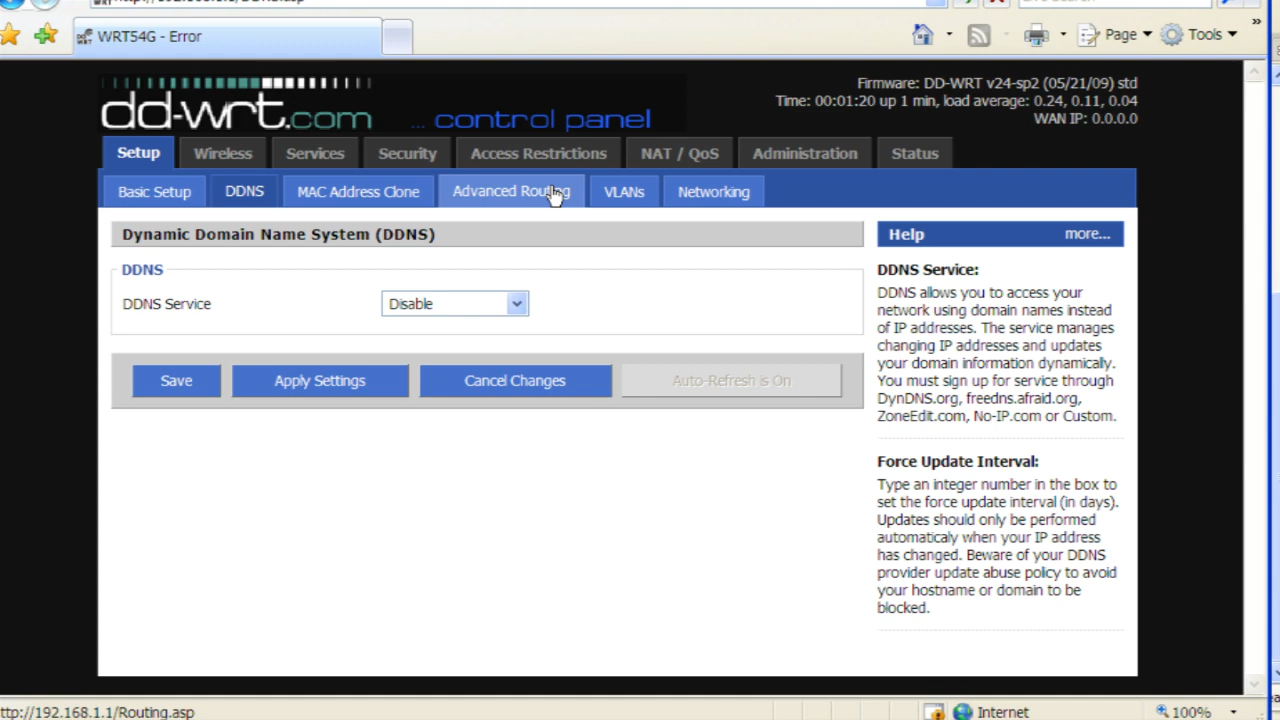 WRT54G - Error
Page
Tools
dd-wrt.com ... control panel
Firmware: DD-WRT v24-sp2 (05/21/09) std
Time: 00:01:20 up 1 min, load average: 0.24, 0.11, 0.04
WAN IP: 0.0.0.0
Setup Wireless Services Security Access Restrictions NAT / QoS Administration Status
Basic Setup DDNS MAC Address Clone Advanced Routing VLANs Networking
Dynamic Domain Name System (DDNS)
DDNS
DDNS Service Disable
Save Apply Settings Cancel Changes Auto-Refresh is On
Help more...
DDNS Service:
DDNS allows you to access your
network using domain names instead
of IP addresses. The service manages
changing IP addresses and updates
your domain information dynamically.
You must sign up for service through
DynDNS.org, freedns.afraid.org,
ZoneEdit.com, No-IP.com or Custom.
Force Update Interval:
Type an integer number in the box to
set the force update interval (in days).
Updates should only be performed
automaticaly when your IP address
has changed. Beware of your DDNS
provider update abuse policy to avoid
your hostname or domain to be
blocked.
ttp://192.168.1.1/Routing.asp
Internet
100%